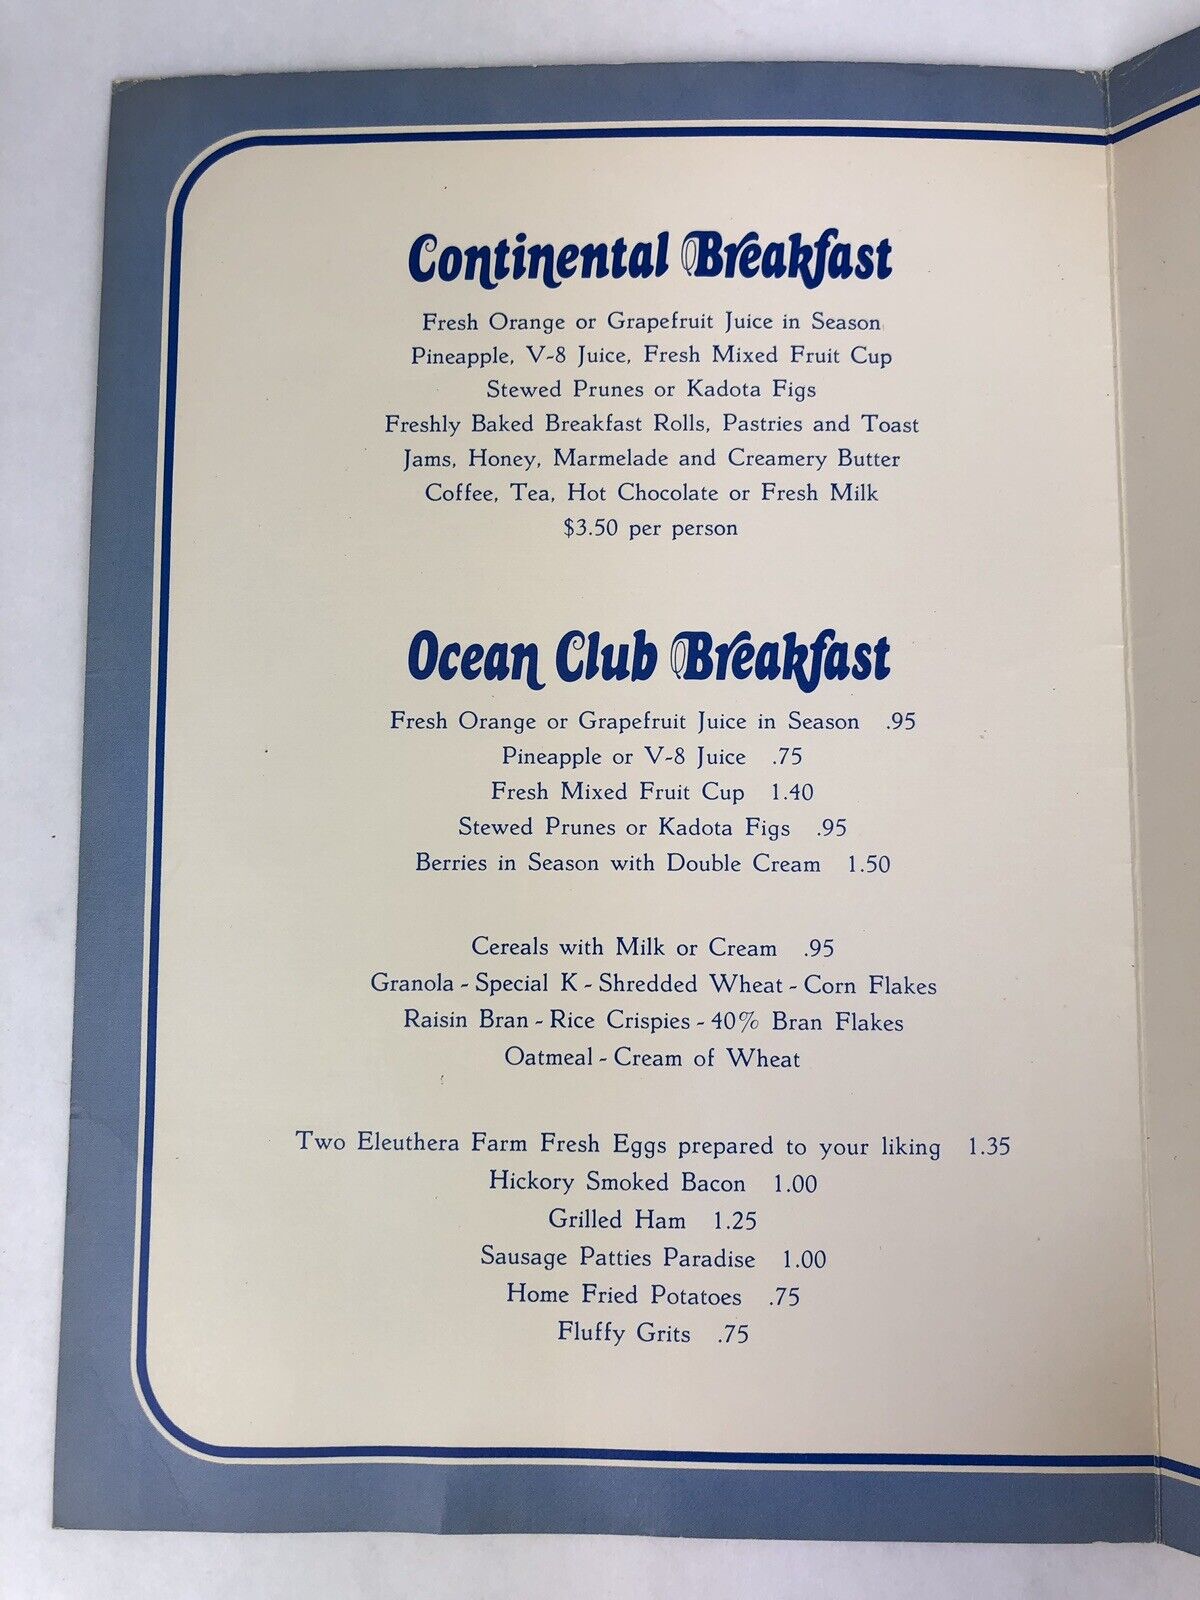 Continental Breakfast
Fresh Orange or Grapefruit Juice in Season
Pineapple, V-8 Juice, Fresh Mixed Fruit Cup
Stewed Prunes or Kadota Figs
Freshly Baked Breakfast Rolls, Pastries and Toast
Jams, Honey, Marmelade and Creamery Butter
Coffee, Tea, Hot Chocolate or Fresh Milk
$3.50 per person
Ocean Club Breakfast
Fresh Orange or Grapefruit Juice in Season .95
Pineapple or V-8 Juice .75
Fresh Mixed Fruit Cup 1.40
Stewed Prunes or Kadota Figs .95
Berries in Season with Double Cream 1.50
Cereals with Milk or Cream .95
Granola - Special K - Shredded Wheat - Corn Flakes
Raisin Bran - Rice Crispies - 40% Bran Flakes
Oatmeal - Cream of Wheat
Two Eleuthera Farm Fresh Eggs prepared to your liking 1.35
Hickory Smoked Bacon 1.00
Grilled Ham 1.25
Sausage Patties Paradise 1.00
Home Fried Potatoes .75
Fluffy Grits .75